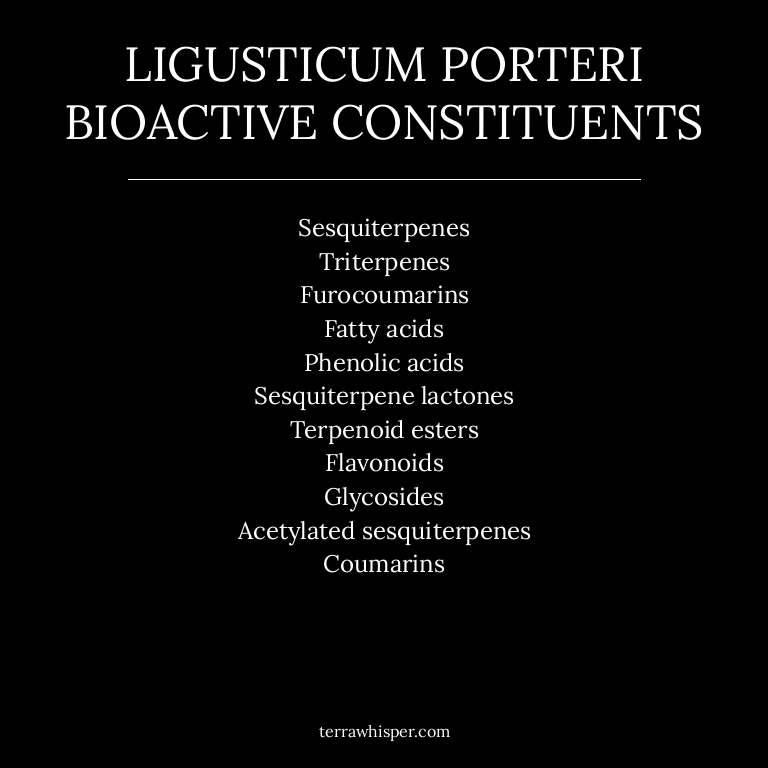 LIGUSTICUM PORTERI
BIOACTIVE CONSTITUENTS
Sesquiterpenes
Triterpenes
Furocoumarins
Fatty acids
Phenolic acids
Sesquiterpene lactones
Terpenoid esters
Flavonoids
Glycosides
Acetylated sesquiterpenes
Coumarins
terrawhisper.com